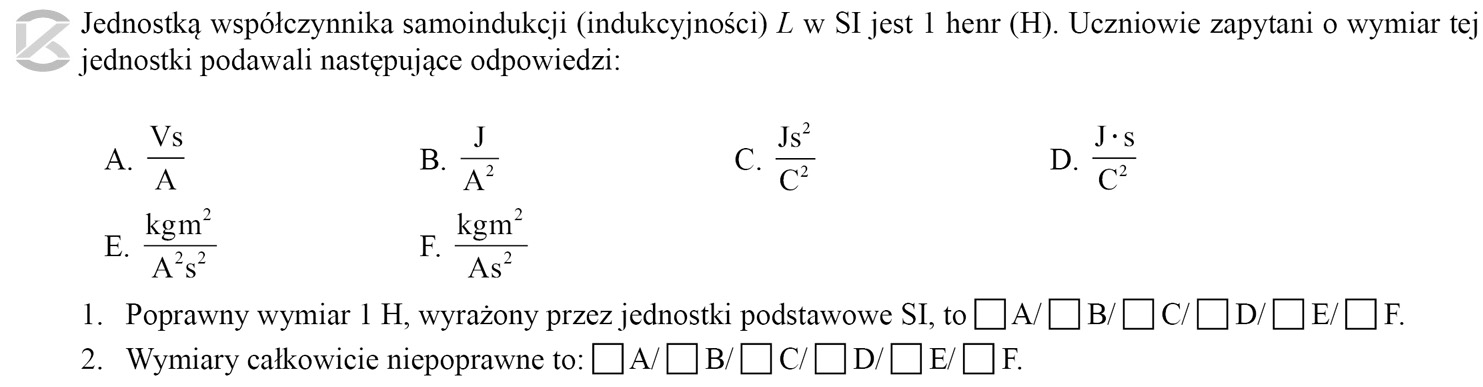 Jednostką współczynnika samoindukcji (indukcyjności) L w SI jest 1 henr (H). Uczniowie zapytani o wymiar tej
jednostki podawali następujące odpowiedzi:
A. Vs/A B. J/A² C. Js²/C² D. J·s/C²
E. kgm²/A²s² F. kgm²/As²
1. Poprawny wymiar 1 H, wyrażony przez jednostki podstawowe SI, to □ A/ □ B/ □ C/ □ D/ □ E/ □ F.
2. Wymiary całkowicie niepoprawne to: □ A/ □ B/ □ C/ □ D/ □ E/ □ F.